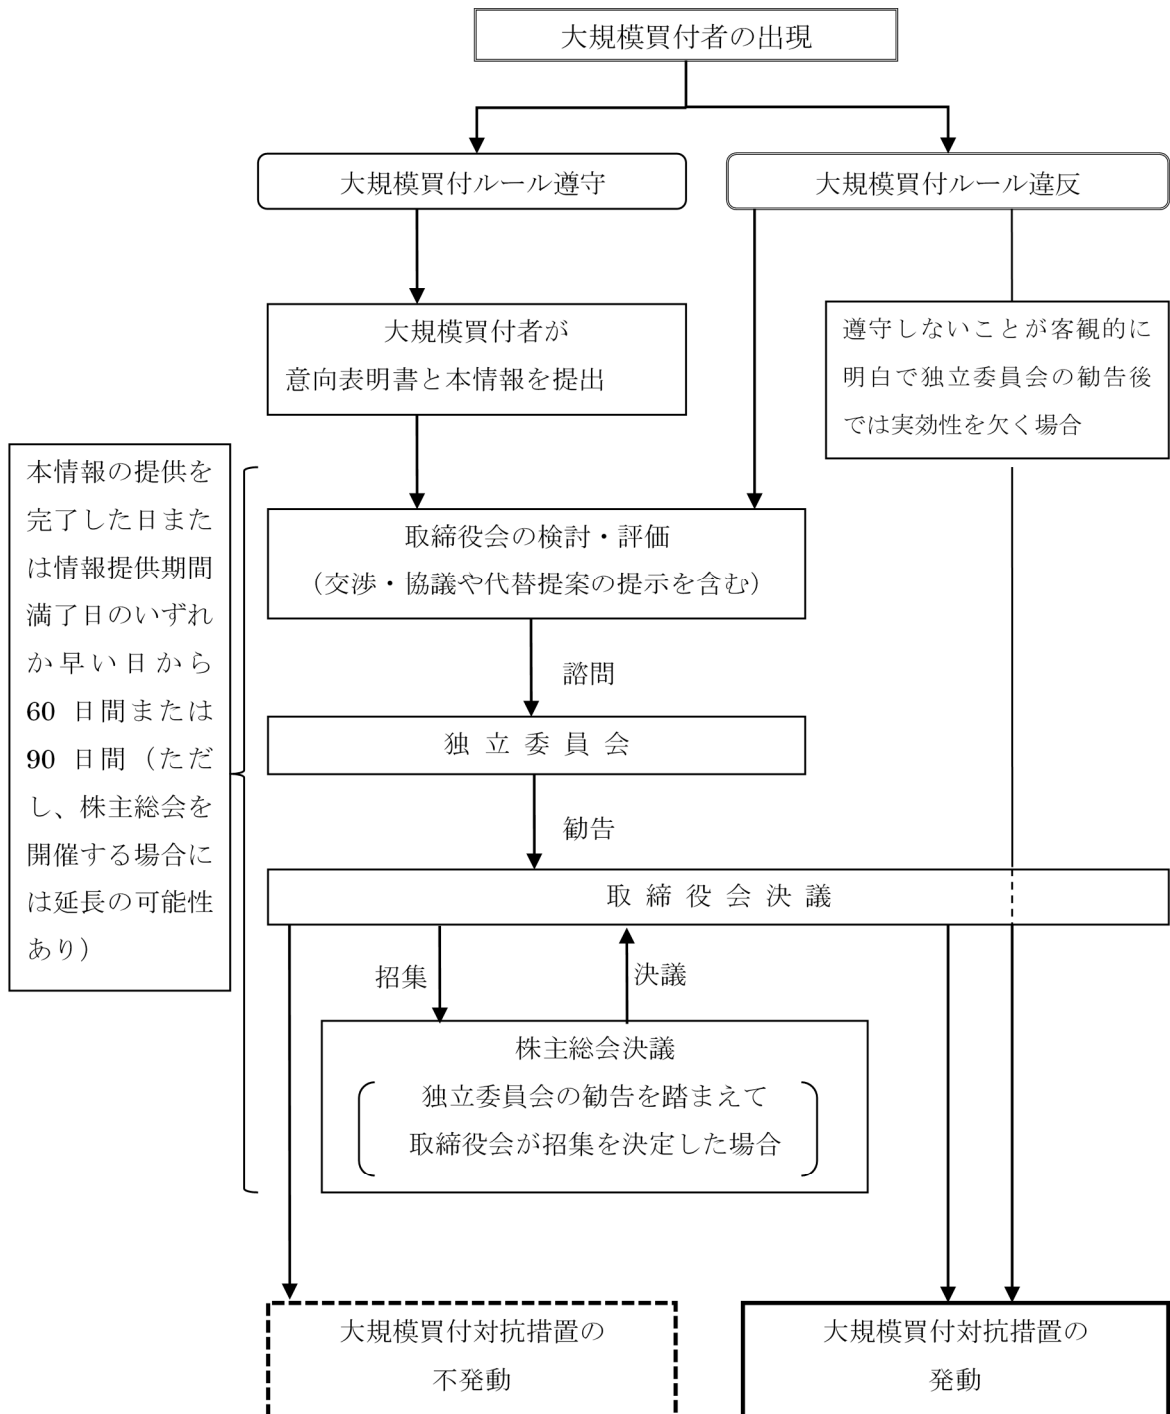 大規模買付者の出現
大規模買付ルール遵守
大規模買付ルール違反
大規模買付者が
意向表明書と本情報を提出
遵守しないことが客観的に
明白で独立委員会の勧告後
では実効性を欠く場合
本情報の提供を
完了した日また
は情報提供期間
満了日のいずれ
か早い日から
60 日間または
90 日間（ただ
し、株主総会を
開催する場合に
は延長の可能性
あり）
取締役会の検討・評価
（交渉・協議や代替提案の提示を含む）
諮問
独 立 委 員 会
勧告
取 締 役 会 決 議
招集
決議
株主総会決議
独立委員会の勧告を踏まえて
取締役会が招集を決定した場合
大規模買付対抗措置の
不発動
大規模買付対抗措置の
発動